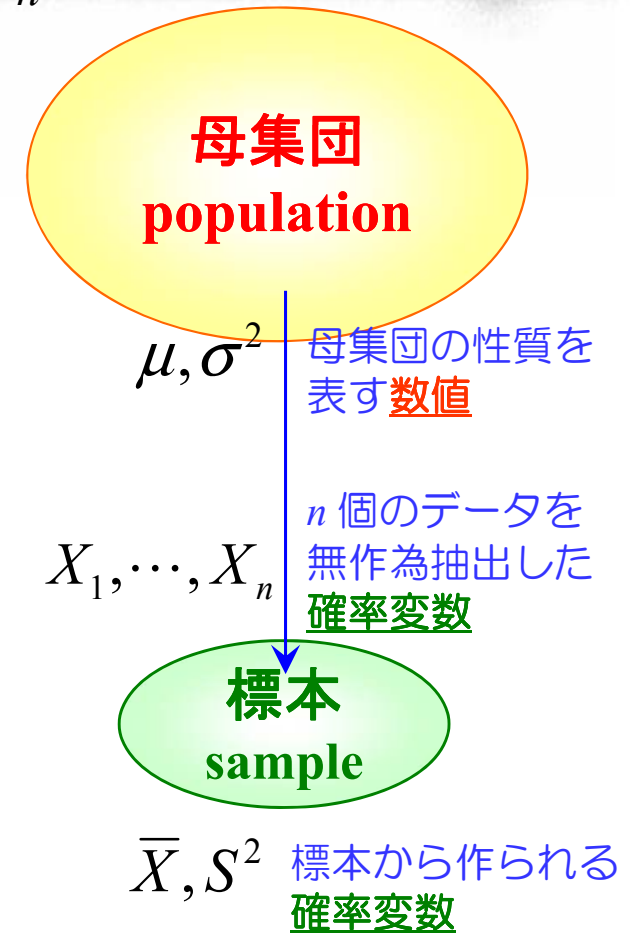 n
母集団
population
μ, σ²
母集団の性質を
表す数値
n 個のデータを
無作為抽出した
確率変数
X₁,⋯, Xₙ
標本
sample
X̅, S²
標本から作られる
確率変数